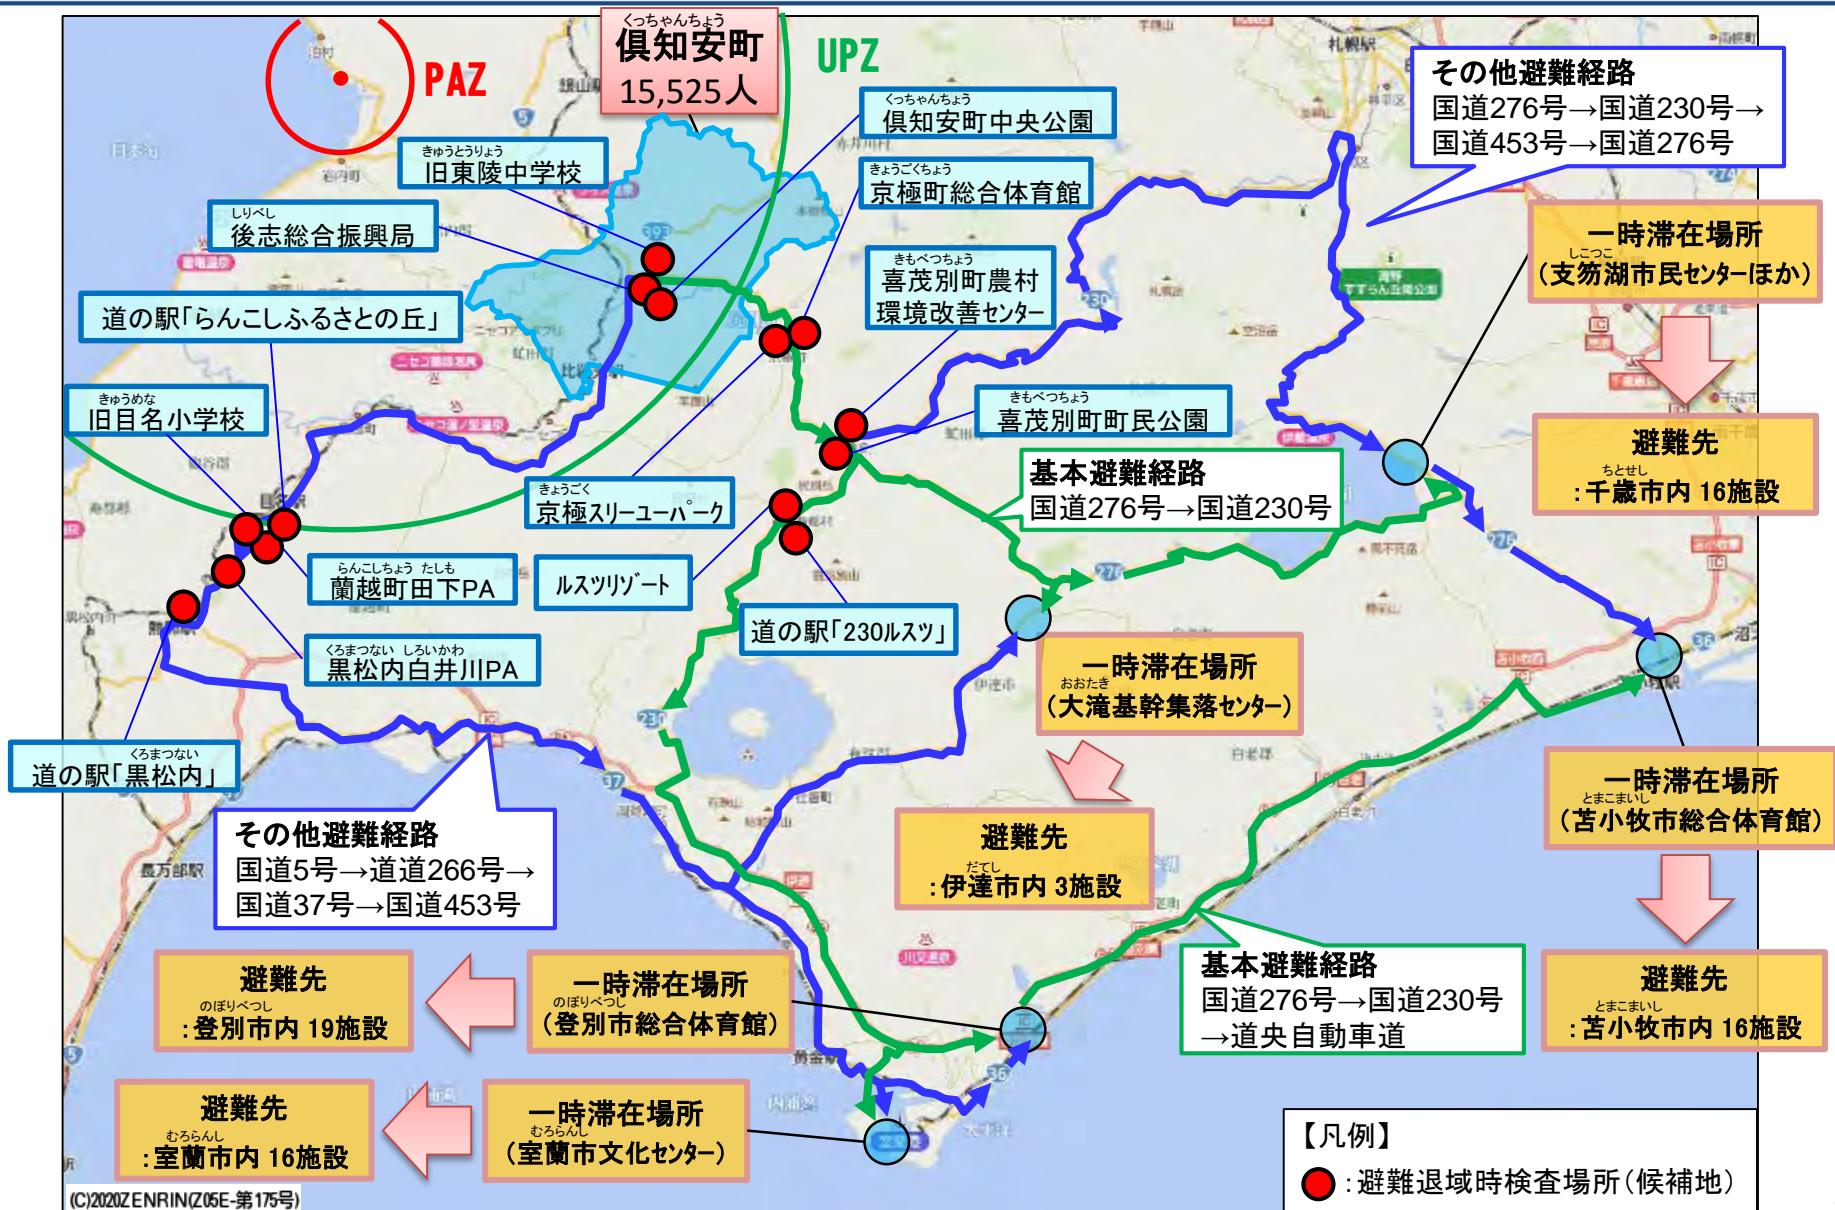 くっちゃんちょう
倶知安町
15,525人
PAZ
UPZ
札幌駅
その他避難経路
国道276号→国道230号→
国道453号→国道276号
くっちゃんちょう
倶知安町中央公園
きゅうとうりょう
旧東陵中学校
きょうごくちょう
京極町総合体育館
しりべし
後志総合振興局
きもべつちょう
喜茂別町農村
環境改善センター
一時滞在場所
しこつこ
(支笏湖市民センターほか)
道の駅「らんこしふるさとの丘」
きゅうめな
旧目名小学校
きもべつちょう
喜茂別町町民公園
避難先
ちとせし
:千歳市内 16施設
基本避難経路
国道276号→国道230号
きょうごく
京極スリーユーパーク
らんこしちょう たしも
蘭越町田下PA
ルスツリゾート
道の駅「230ルスツ」
くろまつない しろいかわ
黒松内白井川PA
一時滞在場所
おおたき
(大滝基幹集落センター)
くろまつない
道の駅「黒松内」
一時滞在場所
とまこまいし
(苫小牧市総合体育館)
その他避難経路
国道5号→道道266号→
国道37号→国道453号
避難先
だてし
:伊達市内 3施設
避難先
のぼりべつし
:登別市内 19施設
一時滞在場所
のぼりべつし
(登別市総合体育館)
基本避難経路
国道276号→国道230号
→道央自動車道
避難先
とまこまいし
:苫小牧市内 16施設
避難先
むろらんし
:室蘭市内 16施設
一時滞在場所
むろらんし
(室蘭市文化センター)
【凡例】
:避難退域時検査場所(候補地)
5
393
230
230
276
276
37
36
36
5
長万部駅
伊達市
(C)2020ZENRIN(Z05E-第175号)